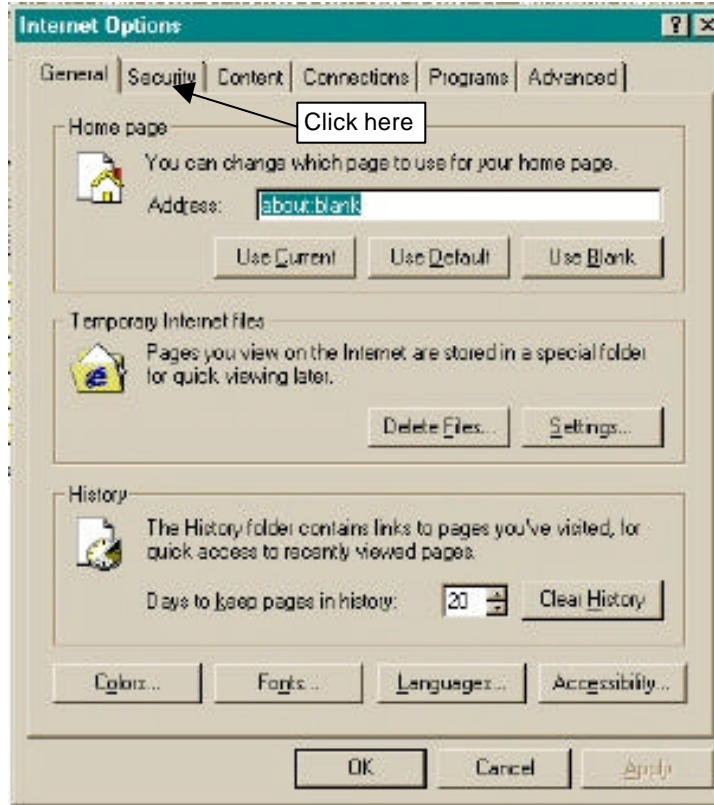 Internet Options
General Security Content Connections Programs Advanced
Click here
Home page
You can change which page to use for your home page.
Address: about:blank
Use Current Use Default Use Blank
Temporary Internet files
Pages you view on the Internet are stored in a special folder
for quick viewing later.
Delete Files... Settings...
History
The History folder contains links to pages you've visited, for
quick access to recently viewed pages.
Days to keep pages in history: 20 Clear History
Colors... Fonts... Languages... Accessibility...
OK Cancel Apply